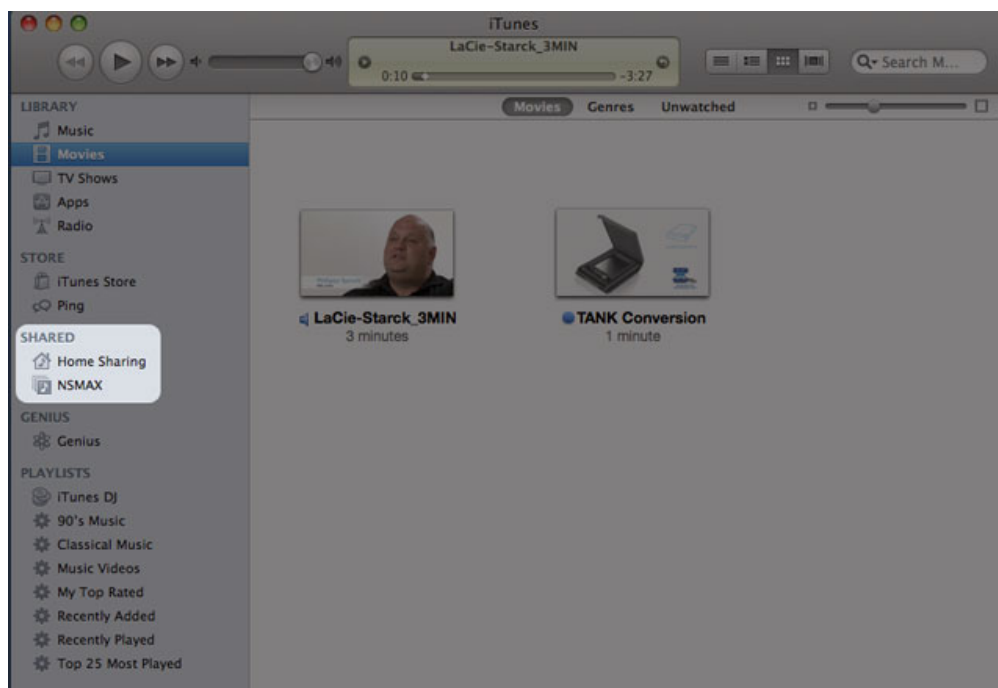 iTunes
LaCie-Starck_3MIN
0:10 -3:27
Search M...
LIBRARY
Music
Movies
TV Shows
Apps
Radio
STORE
iTunes Store
Ping
SHARED
Home Sharing
NSMAX
GENIUS
Genius
PLAYLISTS
iTunes DJ
90's Music
Classical Music
Music Videos
My Top Rated
Recently Added
Recently Played
Top 25 Most Played
Movies Genres Unwatched
LaCie-Starck_3MIN
3 minutes
TANK Conversion
1 minute